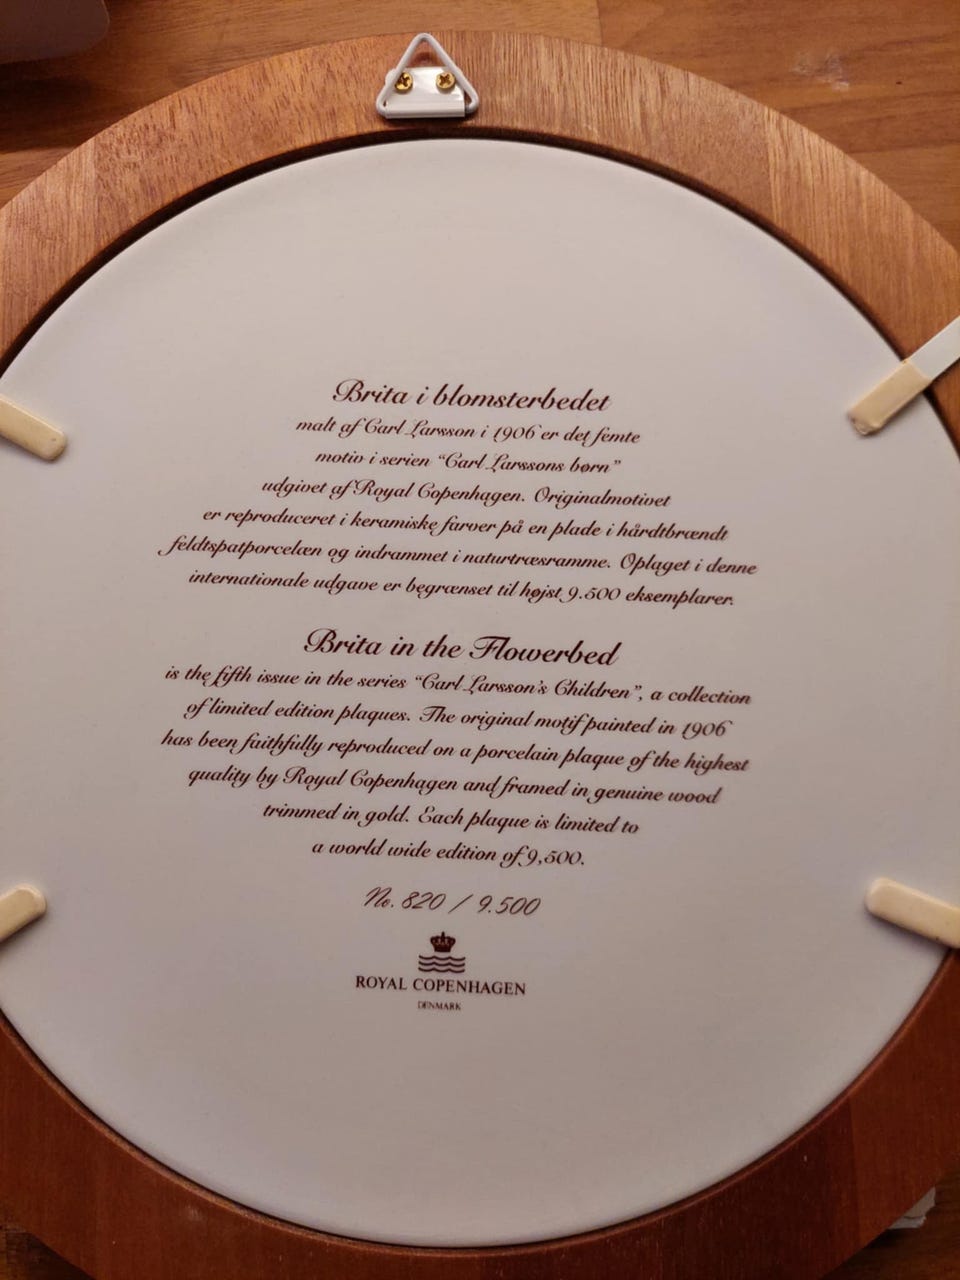 Brita i blomsterbedet
malt af Carl Larsson i 1906 er det femte
motiv i serien “Carl Larssons børn”
udgivet af Royal Copenhagen. Originalmotivet
er reproduceret i keramiske farver på en plade i hårdtbrændt
feldtspatporcelæn og indrammet i naturtræsramme. Oplaget i denne
internationale udgave er begrænset til højst 9.500 eksemplarer.
Brita in the Flowerbed
is the fifth issue in the series “Carl Larsson's Children”, a collection
of limited edition plaques. The original motif painted in 1906
has been faithfully reproduced on a porcelain plaque of the highest
quality by Royal Copenhagen and framed in genuine wood
trimmed in gold. Each plaque is limited to
a world wide edition of 9,500.
No. 820 / 9.500
ROYAL COPENHAGEN
DENMARK